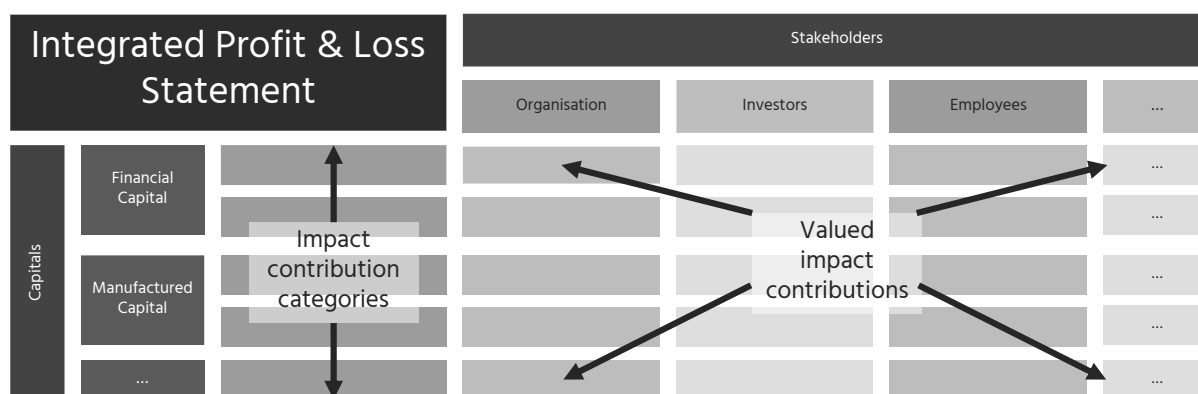 Integrated Profit & Loss
Statement
Stakeholders
Organisation
Investors
Employees
...
Capitals
Financial
Capital
Manufactured
Capital
...
Impact
contribution
categories
Valued
impact
contributions
...
...
...
...
...